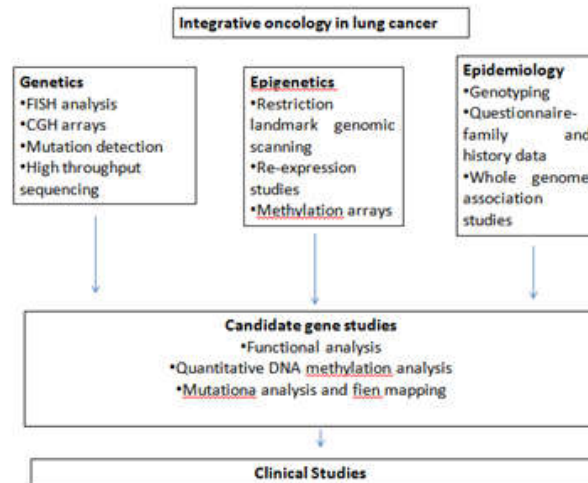 Integrative oncology in lung cancer
Genetics
•FISH analysis
•CGH arrays
•Mutation detection
•High throughput
sequencing
Epigenetics
•Restriction
landmark genomic
scanning
•Re-expression
studies
•Methylation arrays
Epidemiology
•Genotyping
•Questionnaire-
family and
history data
•Whole genome
association
studies
Candidate gene studies
•Functional analysis
•Quantitative DNA methylation analysis
•Mutationa analysis and fien mapping
Clinical Studies